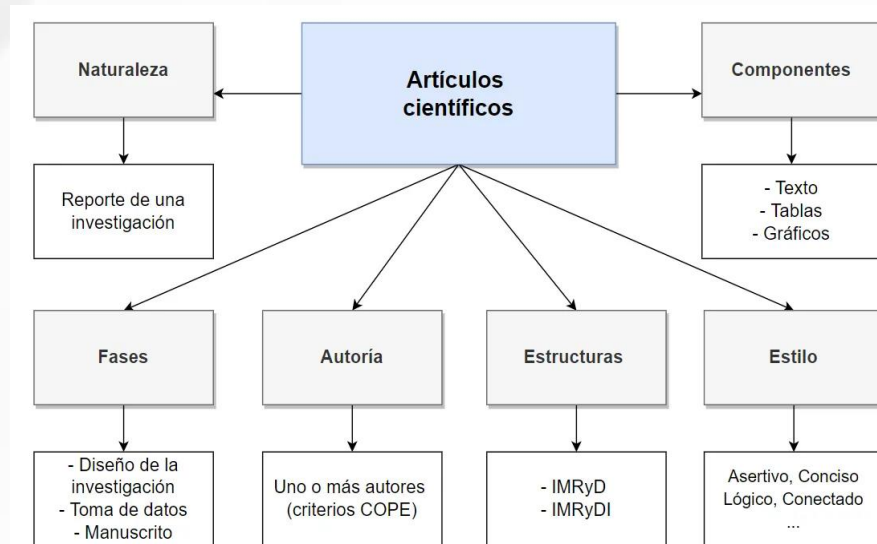 Naturaleza
Artículos
científicos
Componentes
Reporte de una
investigación
- Texto
- Tablas
- Gráficos
Fases
Autoría
Estructuras
Estilo
- Diseño de la
investigación
- Toma de datos
- Manuscrito
Uno o más autores
(criterios COPE)
- IMRyD
- IMRyDI
Asertivo, Conciso
Lógico, Conectado
...